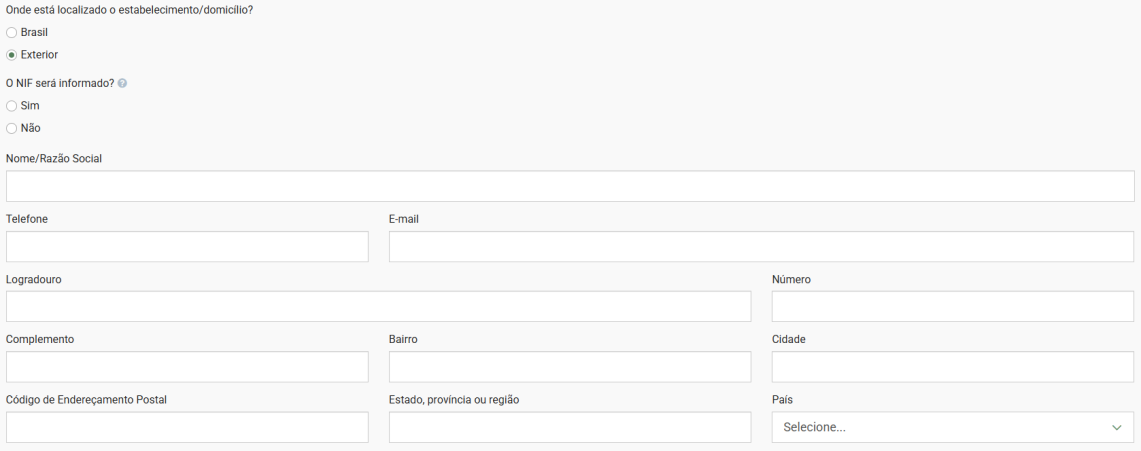 Onde está localizado o estabelecimento/domicílio?
Brasil
Exterior
O NIF será informado? ?
Sim
Não
Nome/Razão Social
Telefone E-mail
Logradouro Número
Complemento Bairro Cidade
Código de Endereçamento Postal Estado, província ou região País
Selecione...